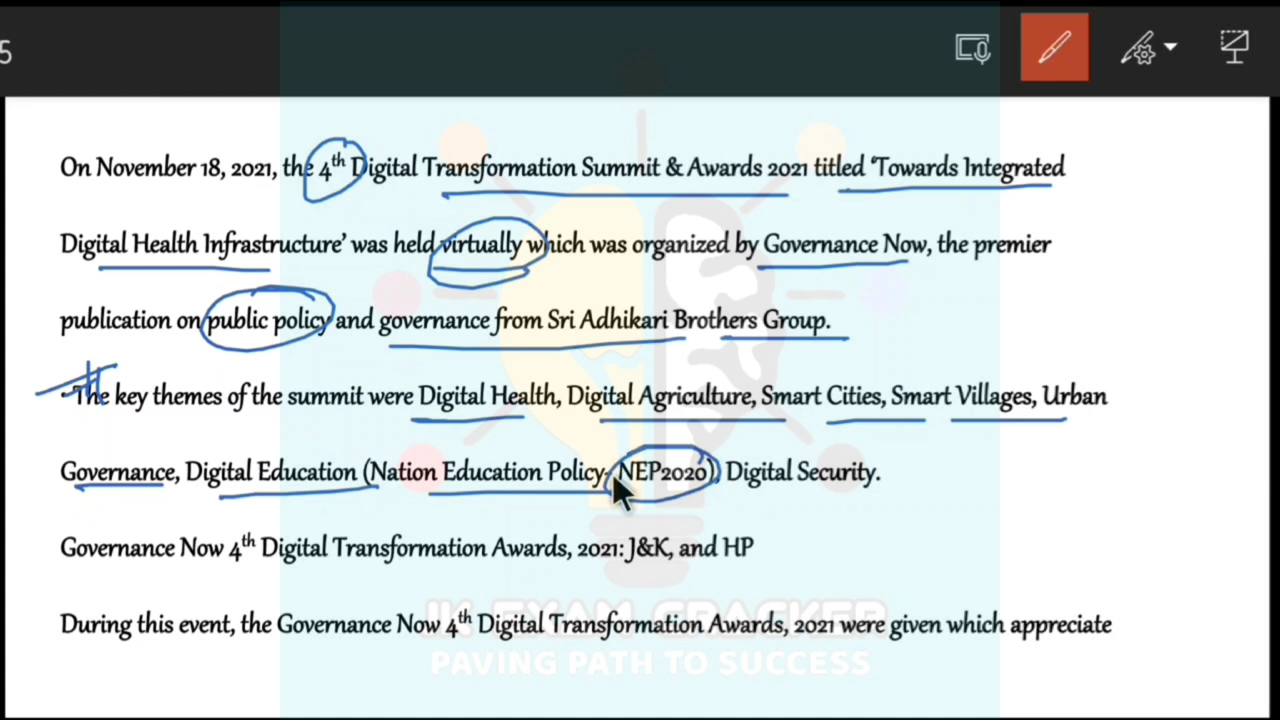 5
On November 18, 2021, the 4th Digital Transformation Summit & Awards 2021 titled ‘Towards Integrated
Digital Health Infrastructure’ was held virtually which was organized by Governance Now, the premier
publication on public policy and governance from Sri Adhikari Brothers Group.
· The key themes of the summit were Digital Health, Digital Agriculture, Smart Cities, Smart Villages, Urban
Governance, Digital Education (Nation Education Policy- NEP2020), Digital Security.
Governance Now 4th Digital Transformation Awards, 2021: J&K, and HP
During this event, the Governance Now 4th Digital Transformation Awards, 2021 were given which appreciate
JK EXAM CRACKER
PAVING PATH TO SUCCESS